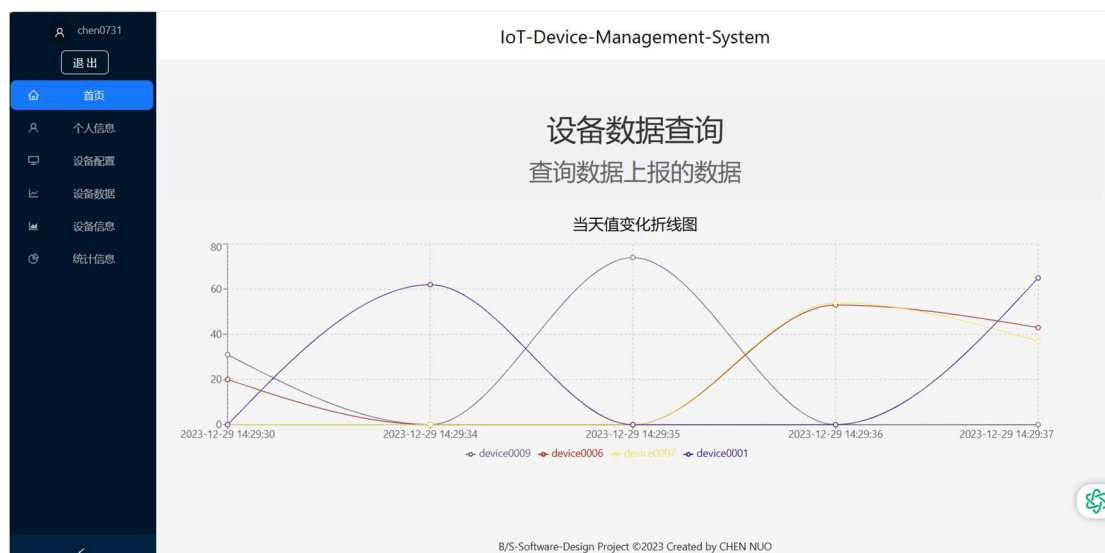 chen0731
退出
首页
个人信息
设备配置
设备数据
设备信息
统计信息
IoT-Device-Management-System
设备数据查询
查询数据上报的数据
当天值变化折线图
80
60
40
20
0
2023-12-29 14:29:30 2023-12-29 14:29:34 2023-12-29 14:29:35 2023-12-29 14:29:36 2023-12-29 14:29:37
device0009 device0006 device0007 device0001
B/S-Software-Design Project ©2023 Created by CHEN NUO